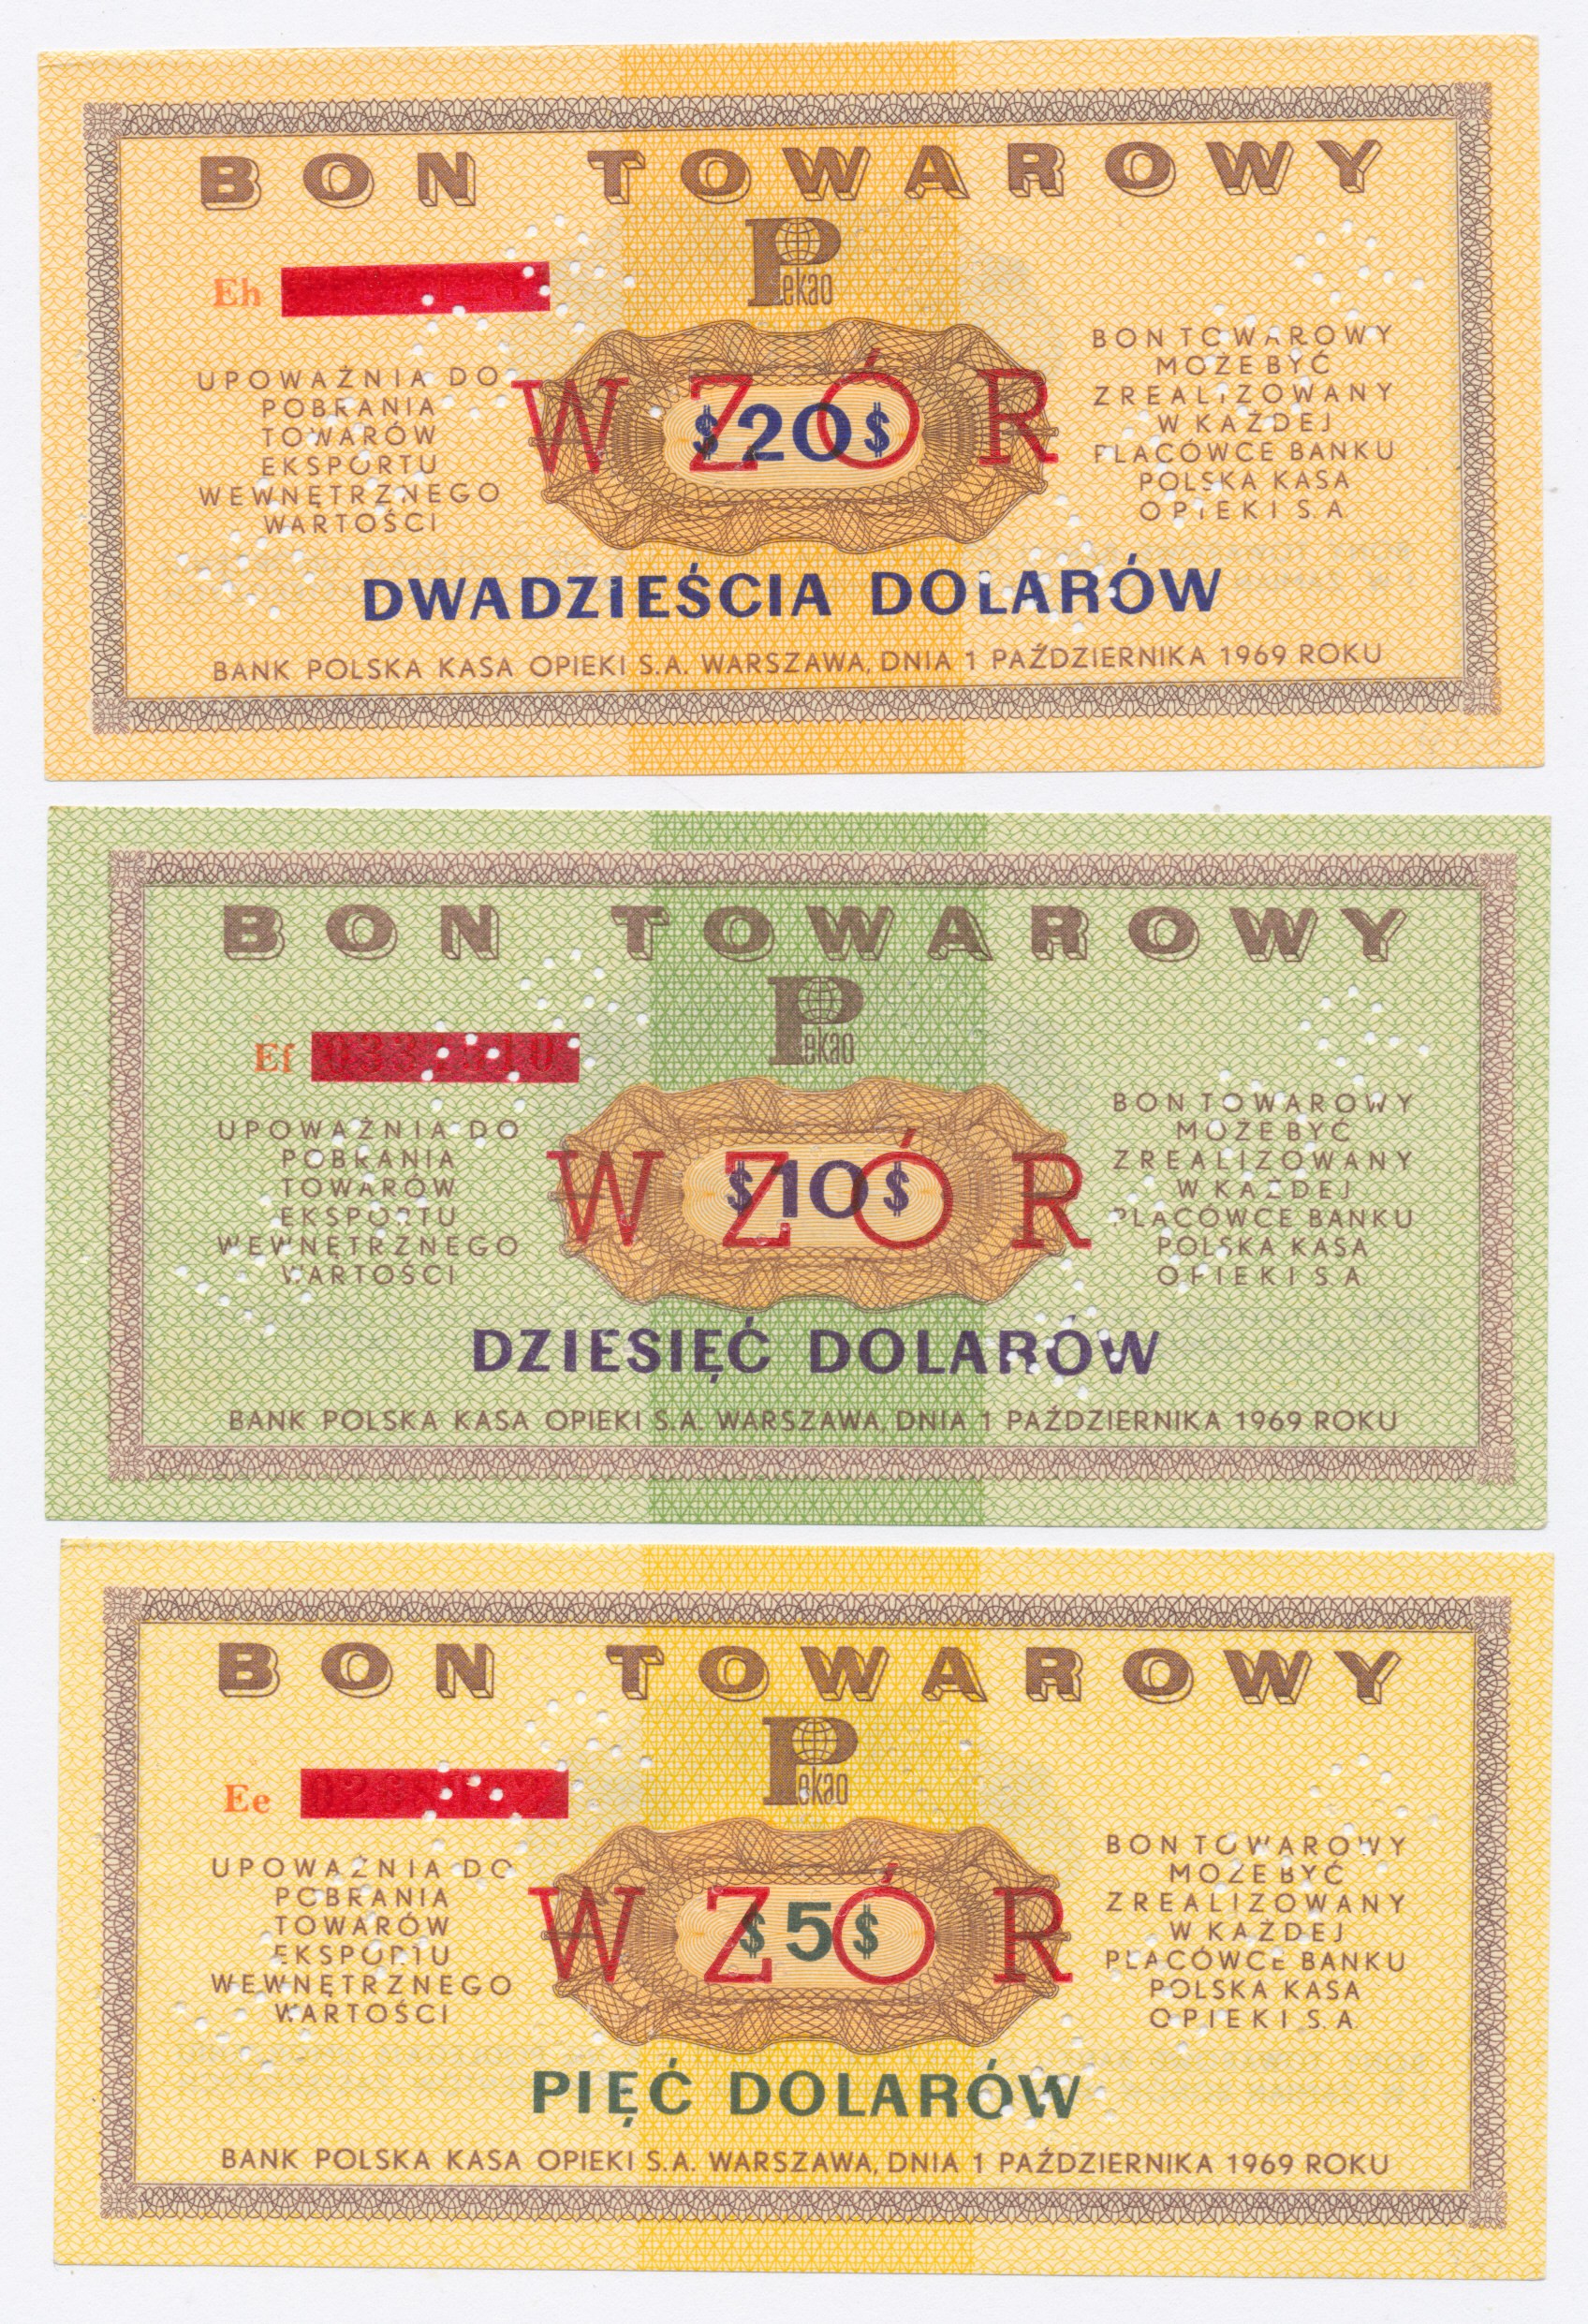 BON TOWAROWY
Pekao
Eh
UPOWAŻNIA DO
POBRANIA
TOWARÓW
EKSPORTU
WEWNĘTRZNEGO
WARTOŚCI
WZÓR
$20$
BON TOWAROWY
MOŻE BYĆ
ZREALIZOWANY
W KAŻDEJ
PLACÓWCE BANKU
POLSKA KASA
OPIEKI S.A.
DWADZIEŚCIA DOLARÓW
BANK POLSKA KASA OPIEKI S.A. WARSZAWA, DNIA 1 PAŹDZIERNIKA 1969 ROKU
BON TOWAROWY
Pekao
Ef
UPOWAŻNIA DO
POBRANIA
TOWARÓW
EKSPORTU
WEWNĘTRZNEGO
WARTOŚCI
WZÓR
$10$
BON TOWAROWY
MOŻE BYĆ
ZREALIZOWANY
W KAŻDEJ
PLACÓWCE BANKU
POLSKA KASA
OPIEKI S.A
DZIESIĘĆ DOLARÓW
BANK POLSKA KASA OPIEKI S.A. WARSZAWA, DNIA 1 PAŹDZIERNIKA 1969 ROKU
BON TOWAROWY
Pekao
Ee
UPOWAŻNIA DO
POBRANIA
TOWARÓW
EKSPORTU
WEWNĘTRZNEGO
WARTOŚCI
WZÓR
$5$
BON TOWAROWY
MOŻE BYĆ
ZREALIZOWANY
W KAŻDEJ
PLACÓWCE BANKU
POLSKA KASA
OPIEKI S.A.
PIĘĆ DOLARÓW
BANK POLSKA KASA OPIEKI S.A. WARSZAWA, DNIA 1 PAŹDZIERNIKA 1969 ROKU